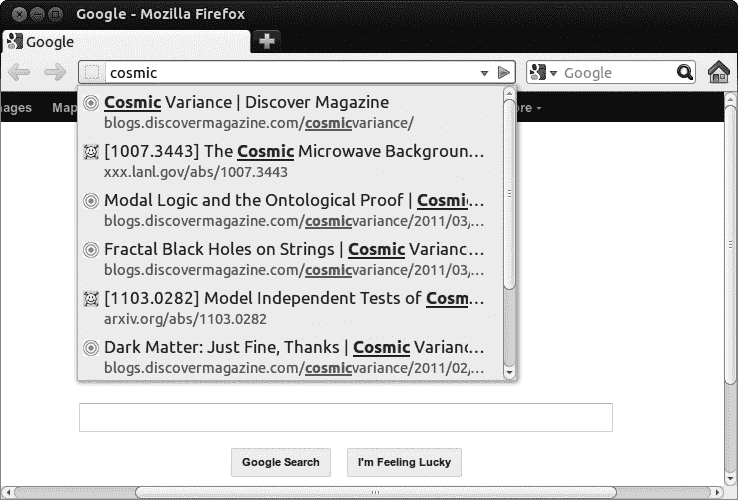 Google - Mozilla Firefox
Google
cosmic
Google
ages Map
re
Cosmic Variance | Discover Magazine
blogs.discovermagazine.com/cosmicvariance/
[1007.3443] The Cosmic Microwave Backgroun...
xxx.lanl.gov/abs/1007.3443
Modal Logic and the Ontological Proof | Cosmi...
blogs.discovermagazine.com/cosmicvariance/2011/03/...
Fractal Black Holes on Strings | Cosmic Varianc...
blogs.discovermagazine.com/cosmicvariance/2011/03/...
[1103.0282] Model Independent Tests of Cosm...
arxiv.org/abs/1103.0282
Dark Matter: Just Fine, Thanks | Cosmic Varianc...
blogs.discovermagazine.com/cosmicvariance/2011/02/...
Google Search
I'm Feeling Lucky